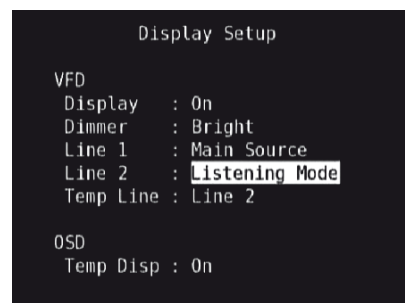 Display Setup
VFD
Display : On
Dimmer : Bright
Line 1 : Main Source
Line 2 : Listening Mode
Temp Line : Line 2
OSD
Temp Disp : On